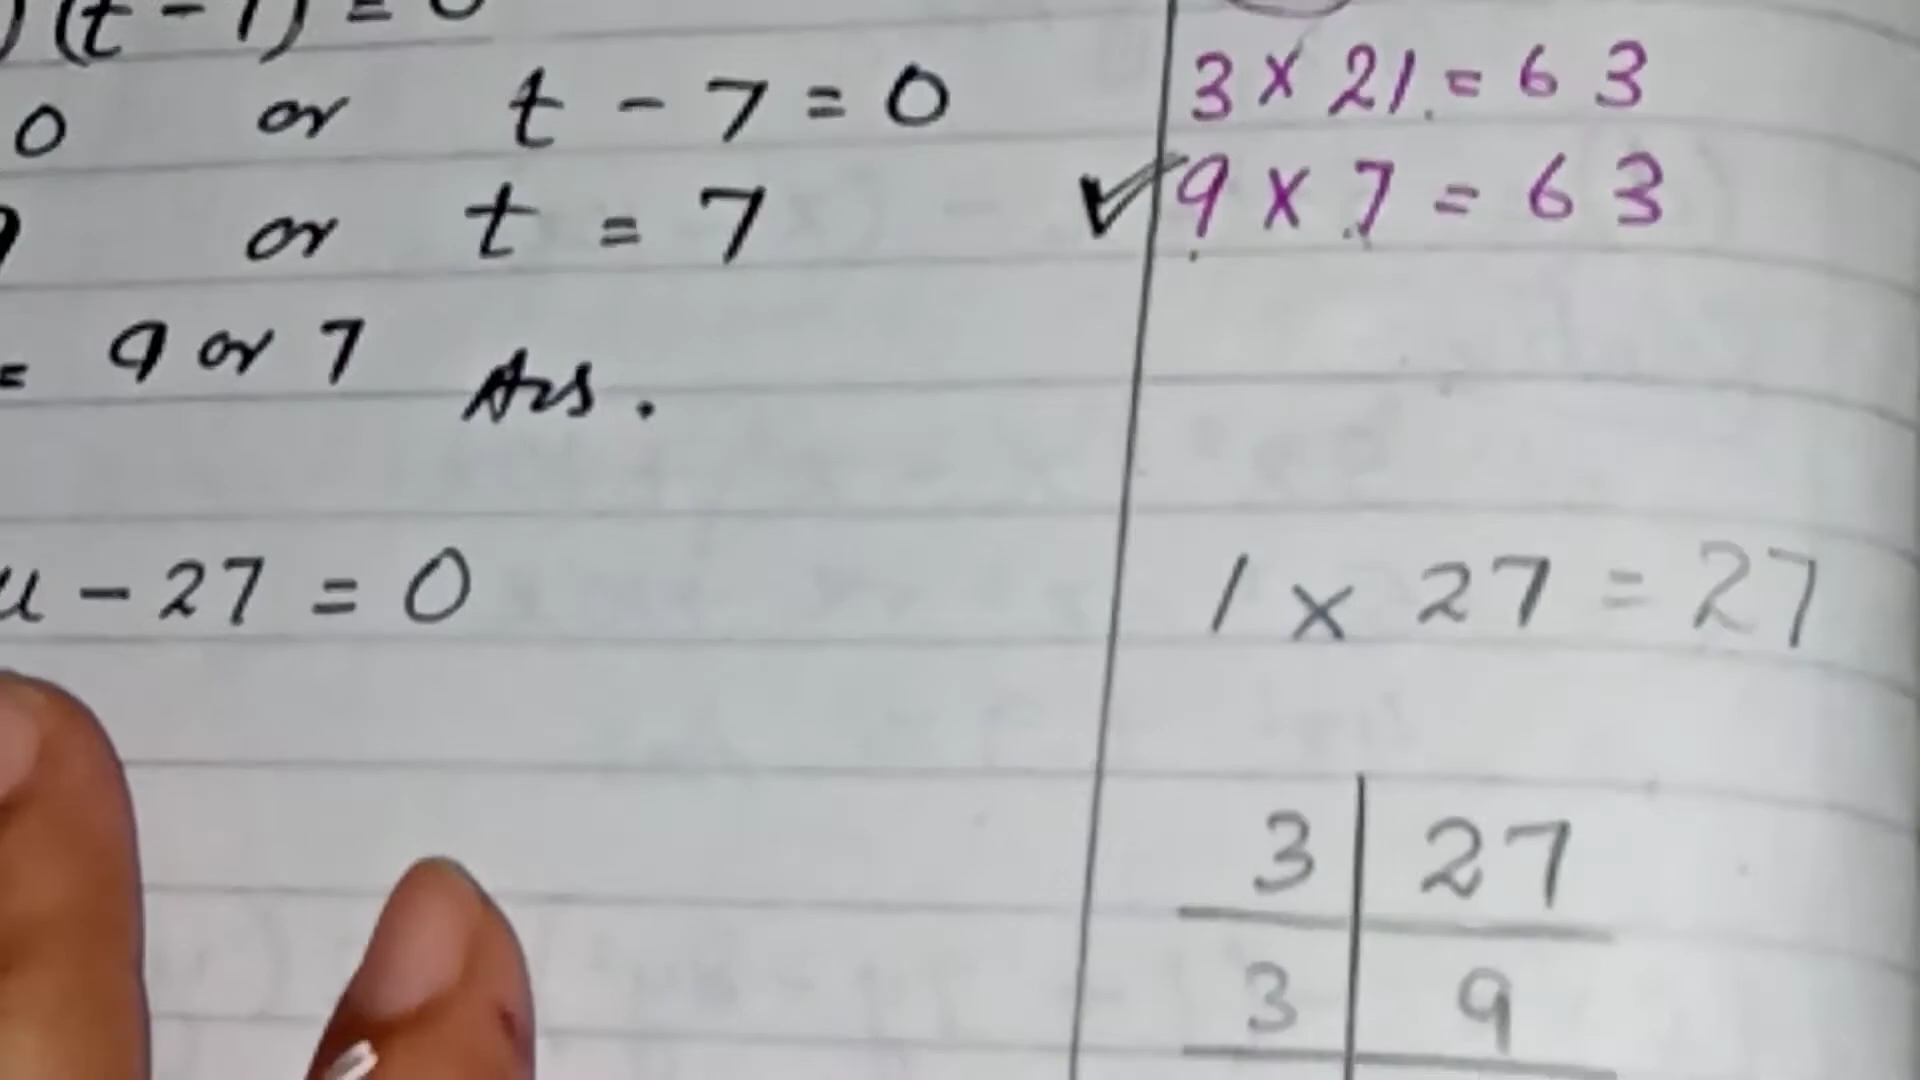 (t - 7) = 0
0 or t - 7 = 0
or t = 7
= 9 or 7 Ans.
u - 27 = 0
3 × 21 = 63
✓ 9 × 7 = 63
1 × 27 = 27
3 | 27
3 | 9